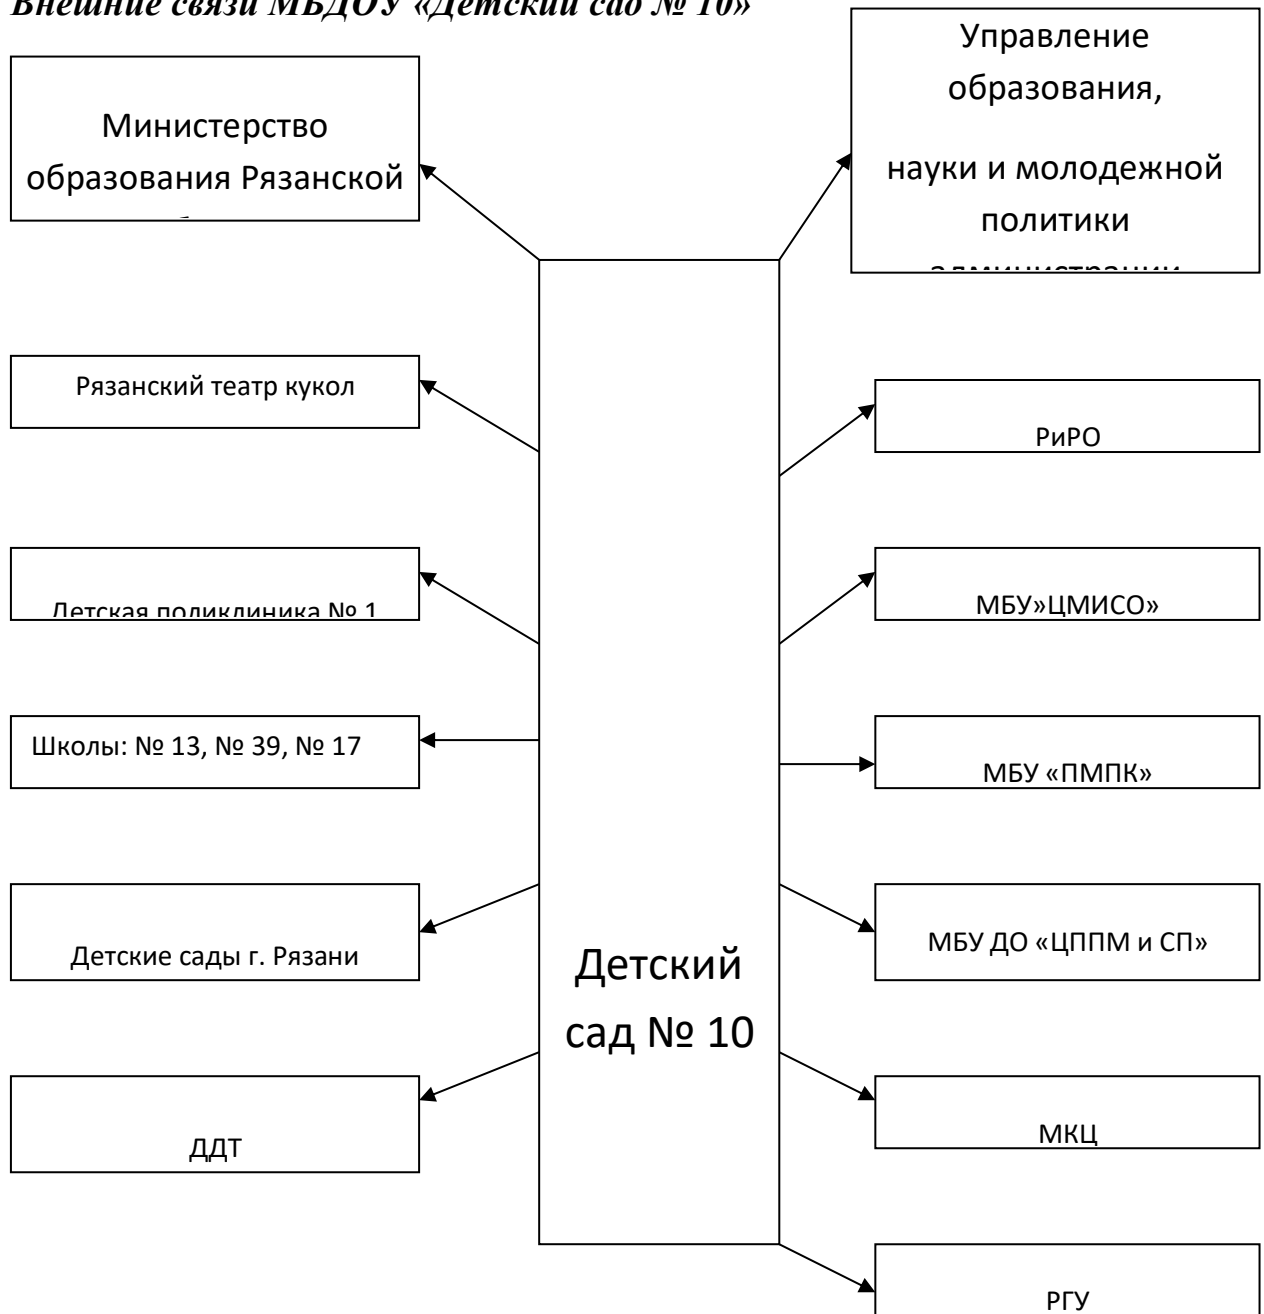 Внешние связи МБДОУ «Детский сад № 10»
Министерство
образования Рязанской
Управление
образования,
науки и молодежной
политики
администрации
Рязанский театр кукол
РиРО
Детская поликлиника № 1
МБУ»ЦМИСО»
Школы: № 13, № 39, № 17
МБУ «ПМПК»
Детские сады г. Рязани
МБУ ДО «ЦППМ и СП»
Детский
сад № 10
ДДТ
МКЦ
РГУ